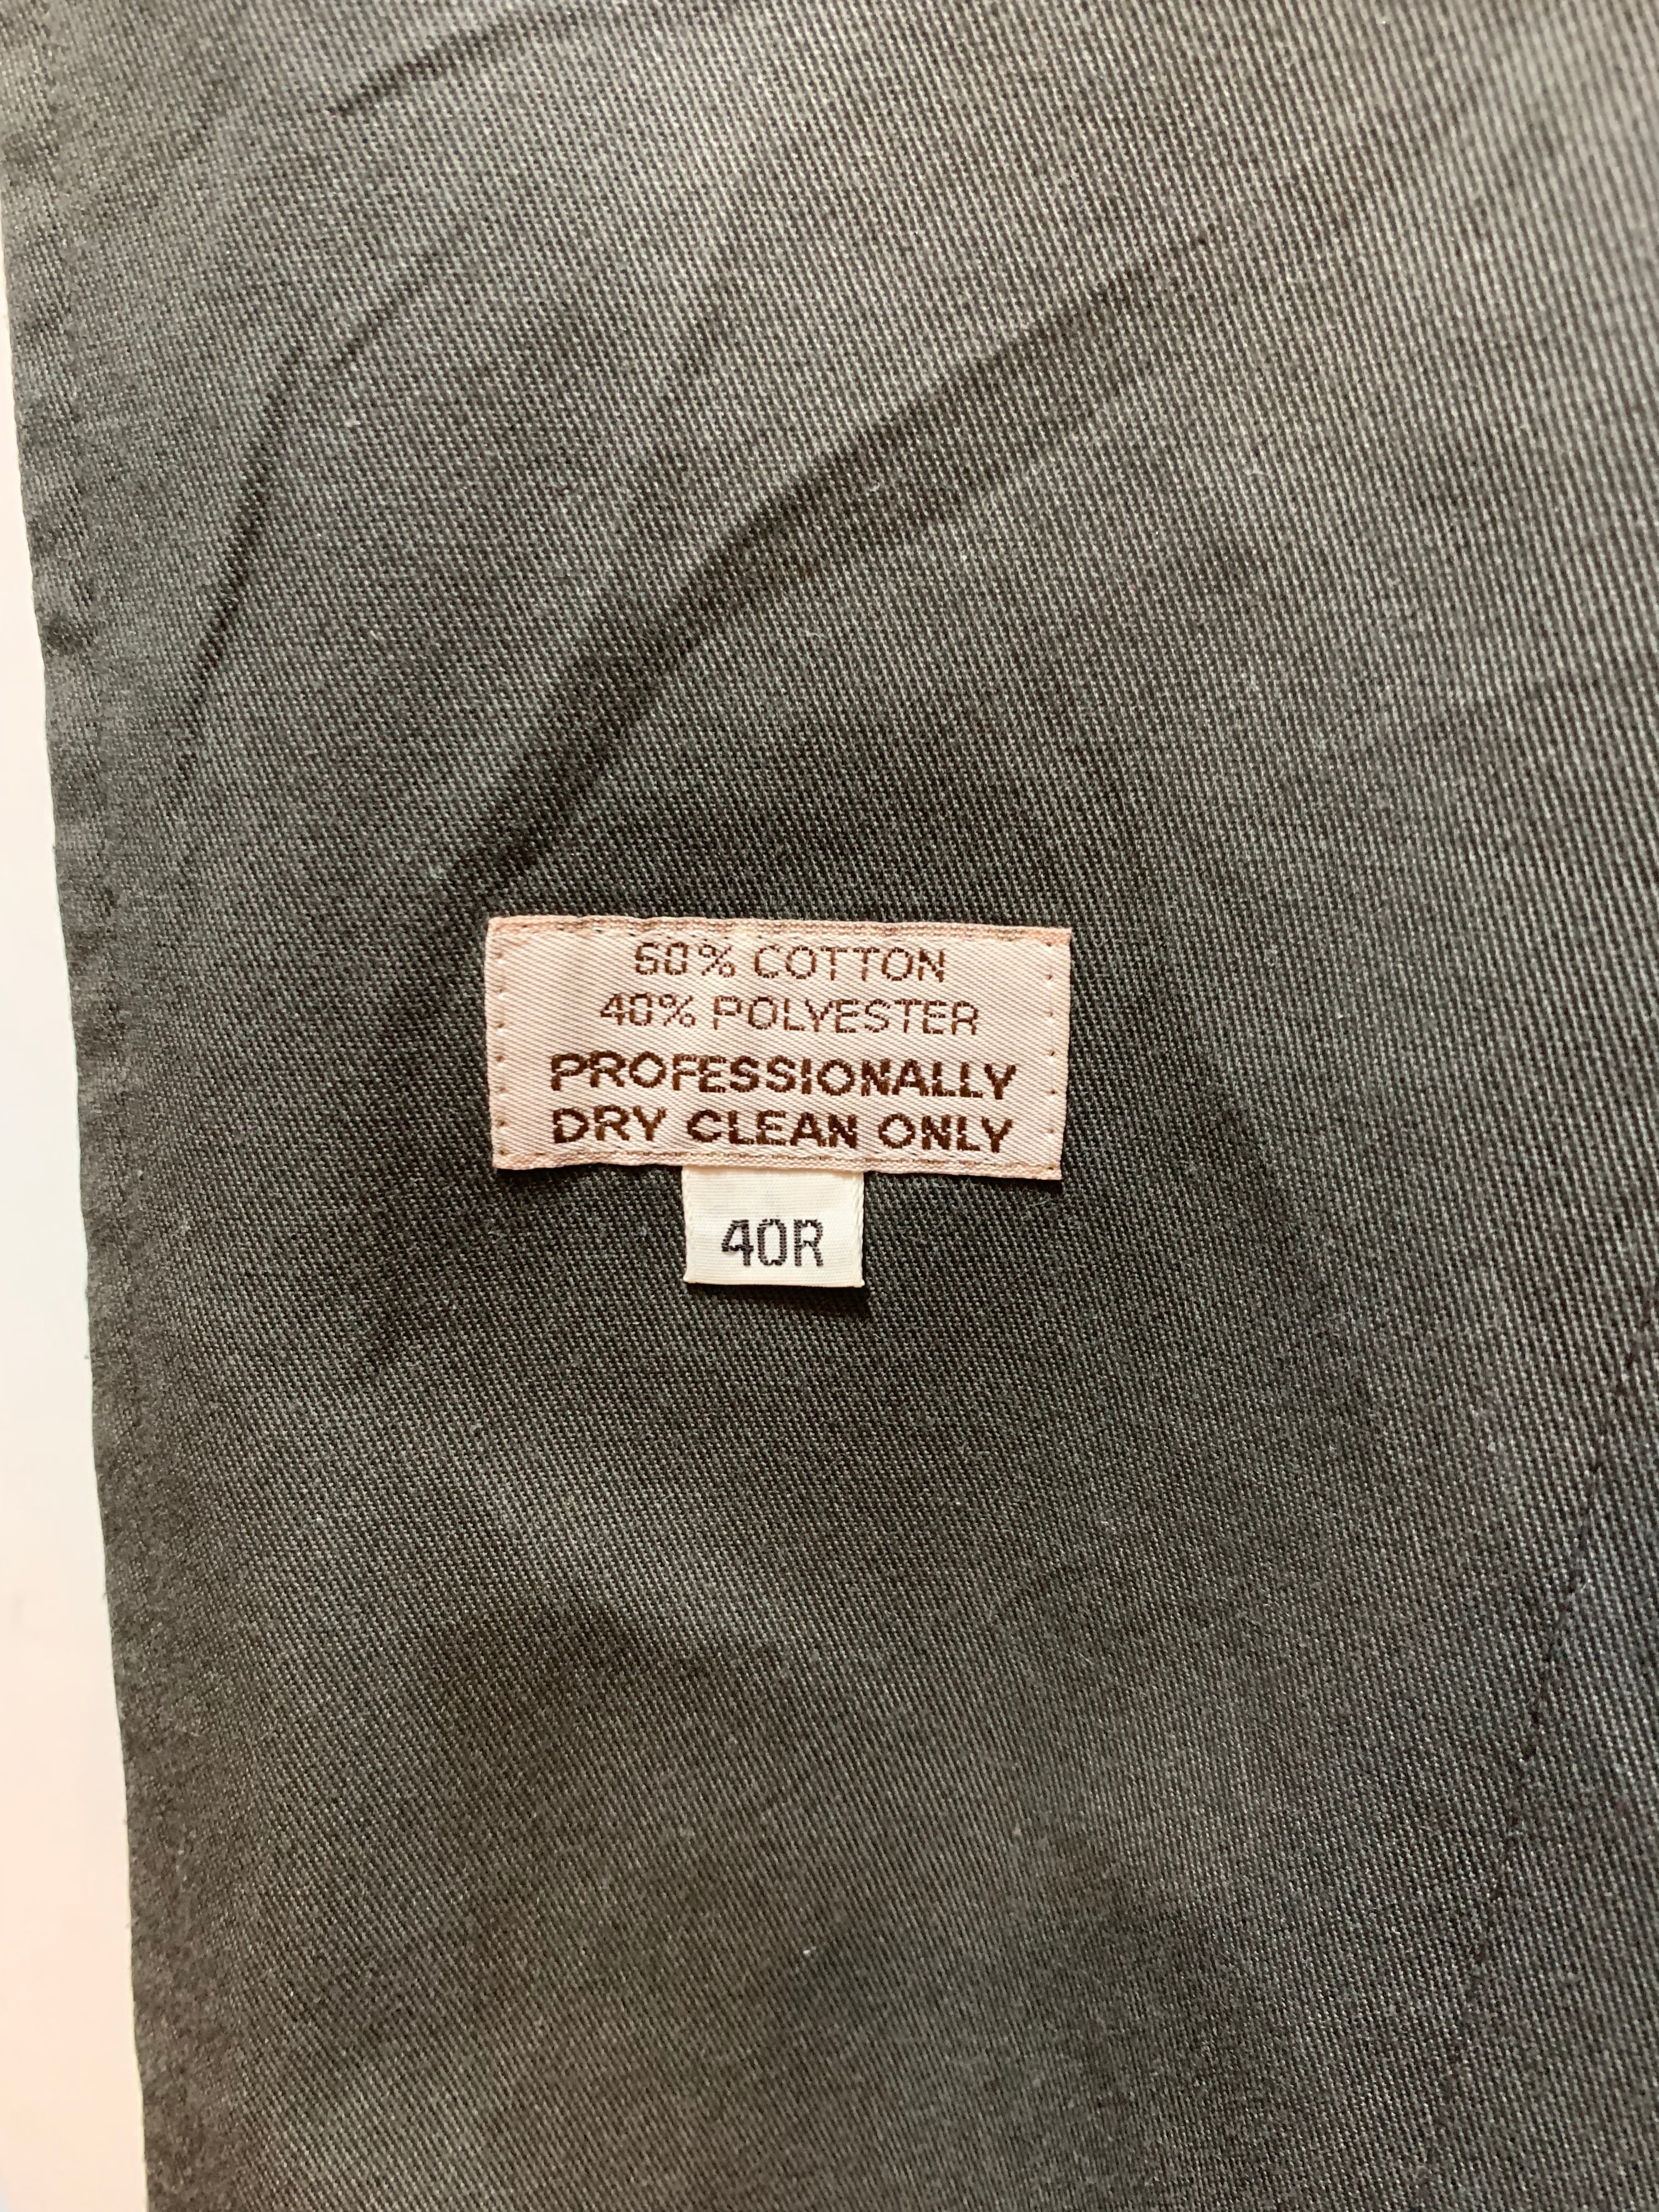 60% COTTON
40% POLYESTER
PROFESSIONALLY
DRY CLEAN ONLY
40R